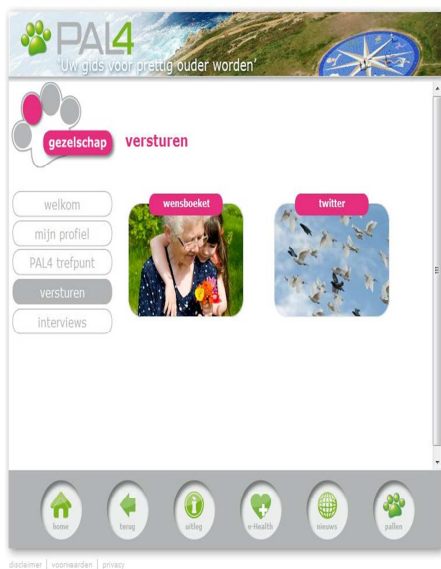 PAL4
'Uw gids voor prettig ouder worden'
gezelschap versturen
welkom
mijn profiel
PAL4 trefpunt
versturen
interviews
wensboeket
twitter
home
terug
uitleg
e-Health
nieuws
pallen
disclaimer | voorwaarden | privacy